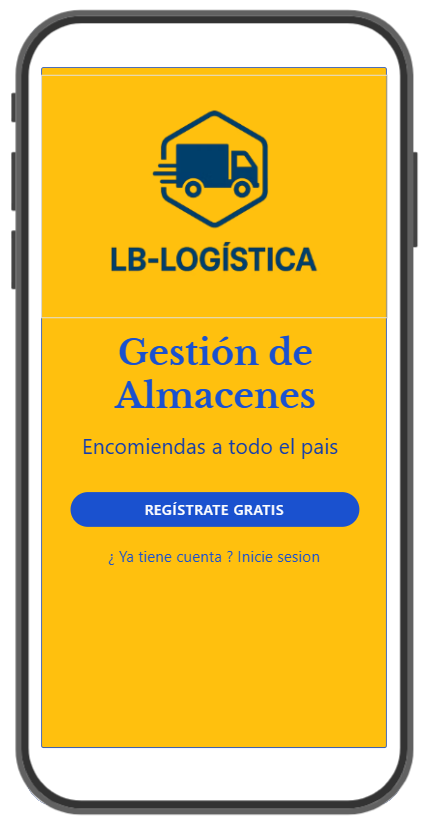 LB-LOGÍSTICA
Gestión de
Almacenes
Encomiendas a todo el pais
REGÍSTRATE GRATIS
¿ Ya tiene cuenta ? Inicie sesion